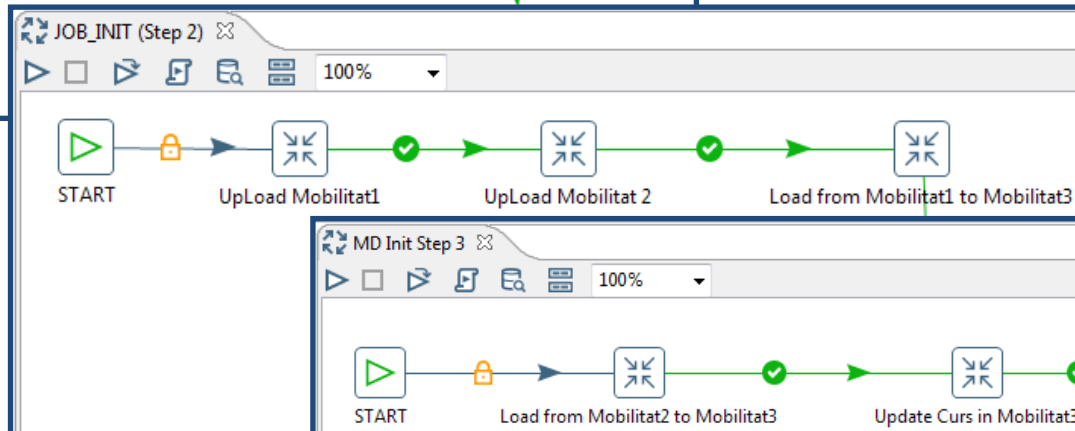 JOB_INIT (Step 2)
100%
START
UpLoad Mobilitat1
UpLoad Mobilitat 2
Load from Mobilitat1 to Mobilitat3
MD Init Step 3
100%
START
Load from Mobilitat2 to Mobilitat3
Update Curs in Mobilitat3